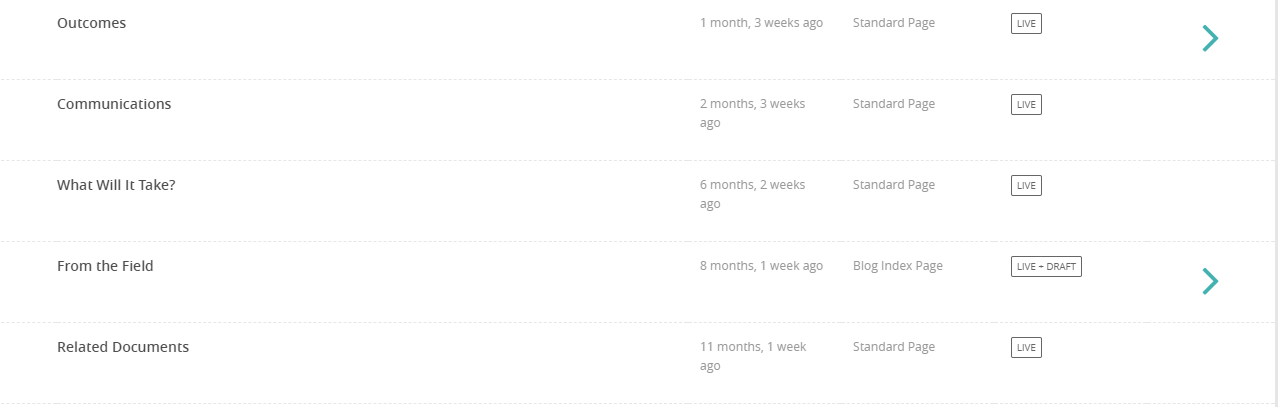 Outcomes 1 month, 3 weeks ago Standard Page LIVE
Communications 2 months, 3 weeks ago Standard Page LIVE
What Will It Take? 6 months, 2 weeks ago Standard Page LIVE
From the Field 8 months, 1 week ago Blog Index Page LIVE + DRAFT
Related Documents 11 months, 1 week ago Standard Page LIVE